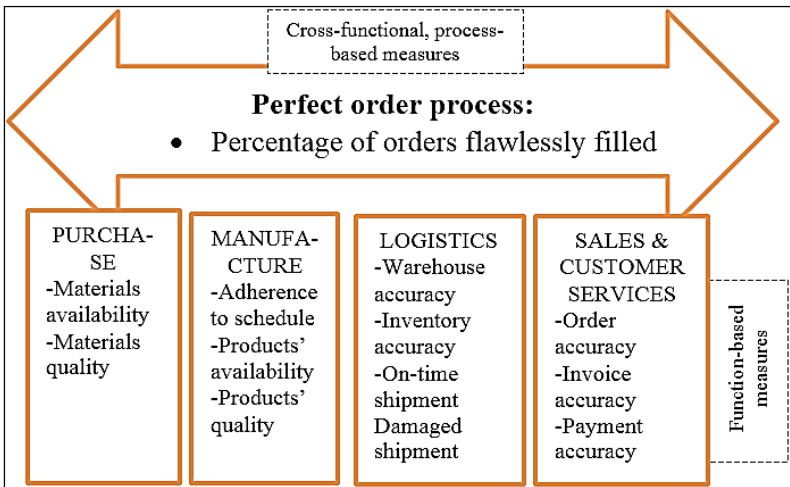 Cross-functional, process-
based measures
Perfect order process:
• Percentage of orders flawlessly filled
PURCHA-
SE
-Materials
availability
-Materials
quality
MANUFA-
CTURE
-Adherence
to schedule
-Products’
availability
-Products’
quality
LOGISTICS
-Warehouse
accuracy
-Inventory
accuracy
-On-time
shipment
Damaged
shipment
SALES &
CUSTOMER
SERVICES
-Order
accuracy
-Invoice
accuracy
-Payment
accuracy
Function-based
measures